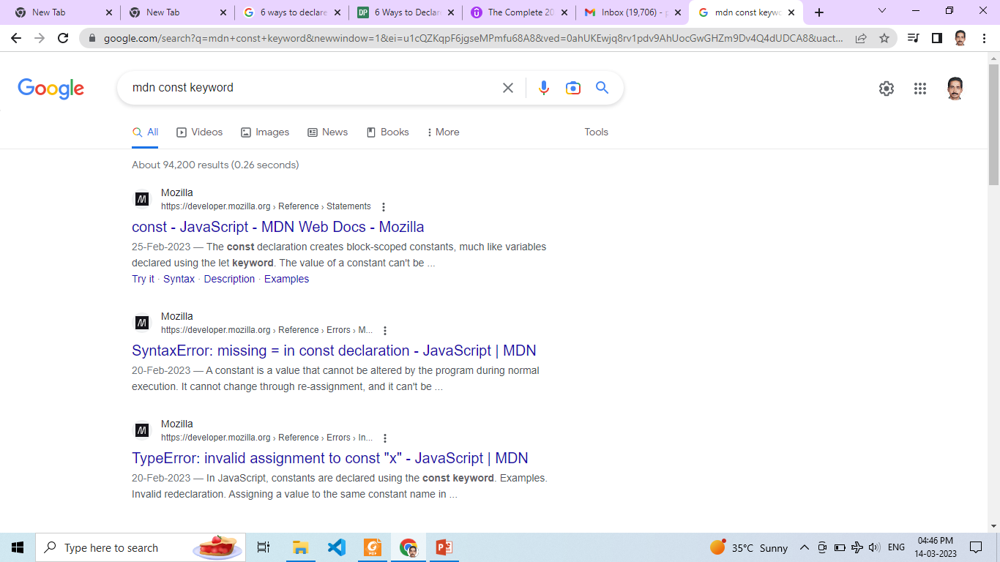 New Tab
New Tab
6 ways to declare
6 Ways to Declar
The Complete 20
Inbox (19,706) - p
mdn const keywo
google.com/search?q=mdn+const+keyword&newwindow=1&ei=u1cQZKqpF6jgseMPmfu68A8&ved=0ahUKEwjq8rv1pdv9AhUocGwGHZm9Dv4Q4dUDCA8&uact...
Google
mdn const keyword
All
Videos
Images
News
Books
More
Tools
About 94,200 results (0.26 seconds)
Mozilla
https://developer.mozilla.org › Reference › Statements
const - JavaScript - MDN Web Docs - Mozilla
25-Feb-2023 — The const declaration creates block-scoped constants, much like variables
declared using the let keyword. The value of a constant can't be ...
Try it · Syntax · Description · Examples
Mozilla
https://developer.mozilla.org › Reference › Errors › M...
SyntaxError: missing = in const declaration - JavaScript | MDN
20-Feb-2023 — A constant is a value that cannot be altered by the program during normal
execution. It cannot change through re-assignment, and it can't be ...
Mozilla
https://developer.mozilla.org › Reference › Errors › In...
TypeError: invalid assignment to const "x" - JavaScript | MDN
20-Feb-2023 — In JavaScript, constants are declared using the const keyword. Examples.
Invalid redeclaration. Assigning a value to the same constant name in ...
Type here to search
35°C Sunny
ENG
04:46 PM
14-03-2023